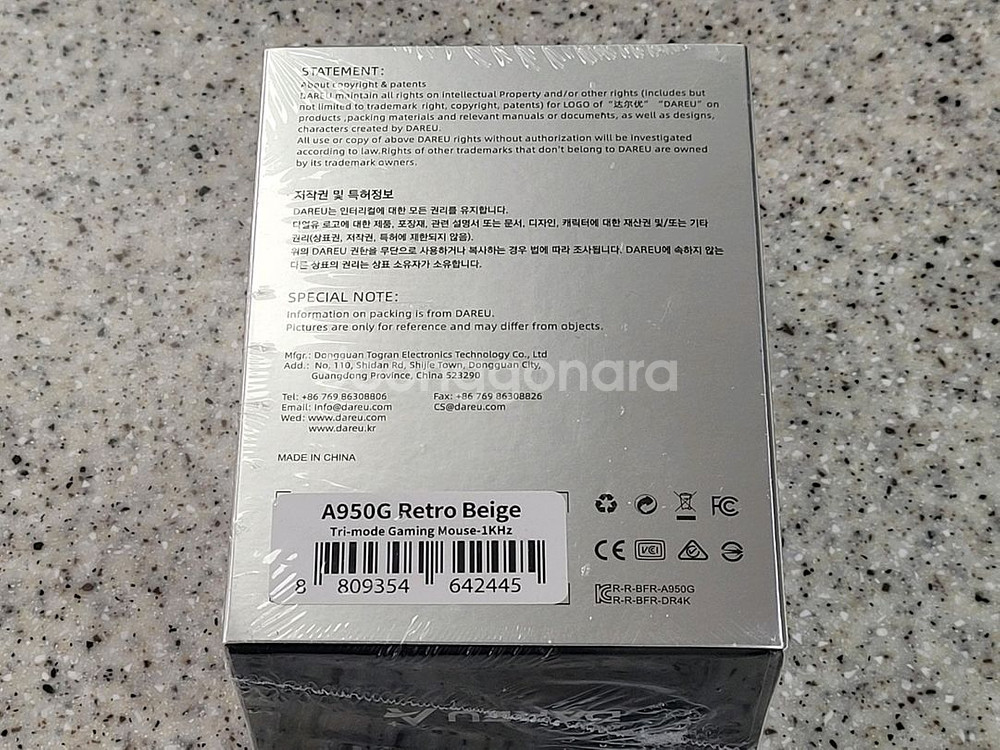 STATEMENT:
About copyright & patents
DAREU maintain all rights on intellectual Property and/or other rights (includes but
not limited to trademark right, copyright, patents) for LOGO of "达尔优" "DAREU" on
products ,packing materials and relevant manuals or documents, as well as designs,
characters created by DAREU.
All use or copy of above DAREU rights without authorization will be investigated
according to law.Rights of other trademarks that don't belong to DAREU are owned
by its trademark owners.
저작권 및 특허정보
DAREU는 인터리컬에 대한 모든 권리를 유지합니다.
다얼유 로고에 대한 제품, 포장재, 관련 설명서 또는 문서, 디자인, 캐릭터에 대한 재산권 및/또는 기타
권리(상표권, 저작권, 특허에 제한되지 않음).
위의 DAREU 권한을 무단으로 사용하거나 복사하는 경우 법에 따라 조사됩니다. DAREU에 속하지 않는
다른 상표의 권리는 상표 소유자가 소유합니다.
SPECIAL NOTE:
Information on packing is from DAREU.
Pictures are only for reference and may differ from objects.
Mfgr.: Dongguan Togran Electronics Technology Co., Ltd
Add.: No. 110, Shidan Rd, Shijie Town, Dongguan City,
Guangdong Province, China 523290
Tel: +86 769 86308806 Fax: +86 769 86308826
Email: info@dareu.com CS@dareu.com
Wed: www.dareu.com
www.dareu.kr
MADE IN CHINA
A950G Retro Beige
Tri-mode Gaming Mouse-1KHz
8 809354 642445
FC
CE VCCI
R-R-BFR-A950G
R-R-BFR-DR4K